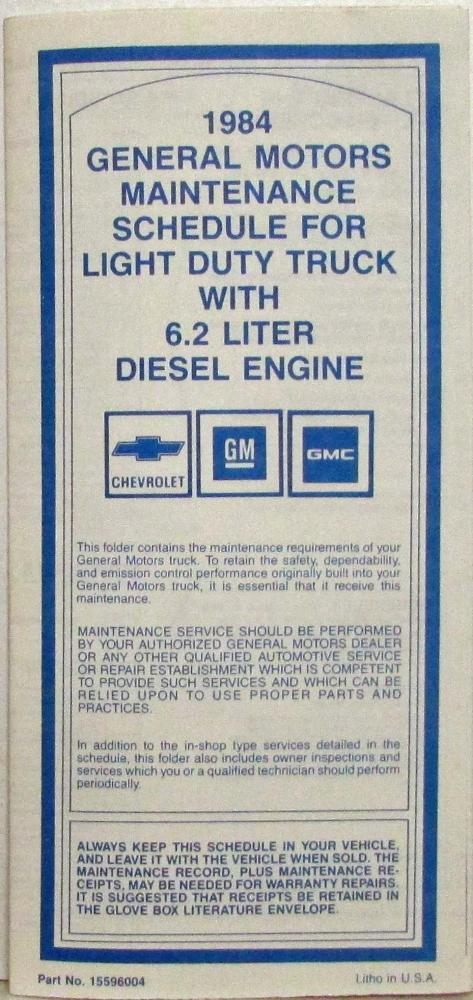 1984
GENERAL MOTORS
MAINTENANCE
SCHEDULE FOR
LIGHT DUTY TRUCK
WITH
6.2 LITER
DIESEL ENGINE
CHEVROLET
GM
GMC
This folder contains the maintenance requirements of your
General Motors truck. To retain the safety, dependability,
and emission control performance originally built into your
General Motors truck, it is essential that it receive this
maintenance.
MAINTENANCE SERVICE SHOULD BE PERFORMED
BY YOUR AUTHORIZED GENERAL MOTORS DEALER
OR ANY OTHER QUALIFIED AUTOMOTIVE SERVICE
OR REPAIR ESTABLISHMENT WHICH IS COMPETENT
TO PROVIDE SUCH SERVICES AND WHICH CAN BE
RELIED UPON TO USE PROPER PARTS AND
PRACTICES.
In addition to the in-shop type services detailed in the
schedule, this folder also includes owner inspections and
services which you or a qualified technician should perform
periodically.
ALWAYS KEEP THIS SCHEDULE IN YOUR VEHICLE,
AND LEAVE IT WITH THE VEHICLE WHEN SOLD. THE
MAINTENANCE RECORD, PLUS MAINTENANCE RE-
CEIPTS, MAY BE NEEDED FOR WARRANTY REPAIRS.
IT IS SUGGESTED THAT RECEIPTS BE RETAINED IN
THE GLOVE BOX LITERATURE ENVELOPE.
Part No. 15596004
Litho in U.S.A.